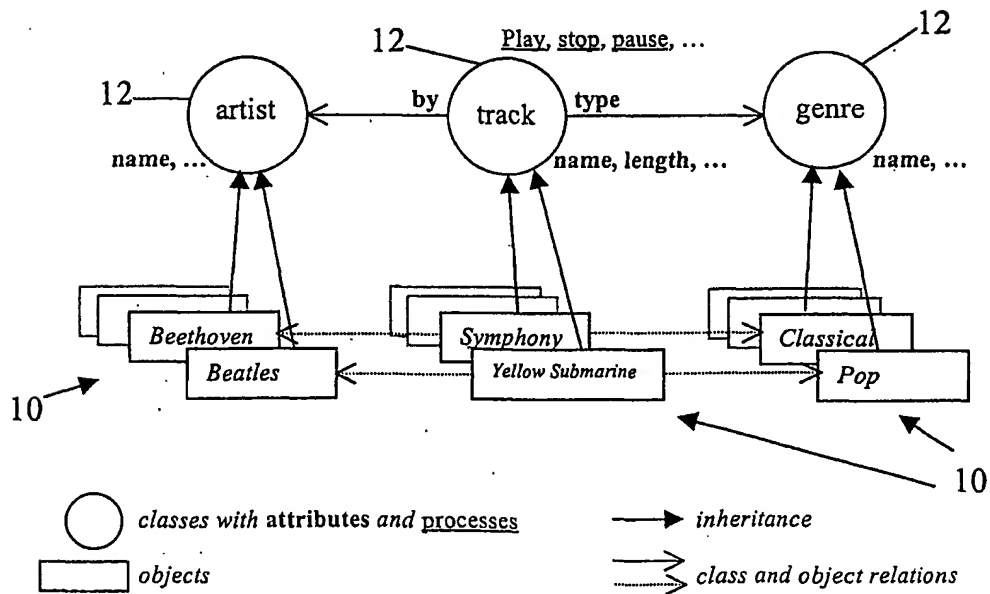 12
Play, stop, pause, ...
12
12
artist
by
track
type
genre
name, ...
name, length, ...
name, ...
Beethoven
Symphony
Classical
Beatles
Yellow Submarine
Pop
10
10
classes with attributes and processes
inheritance
objects
class and object relations